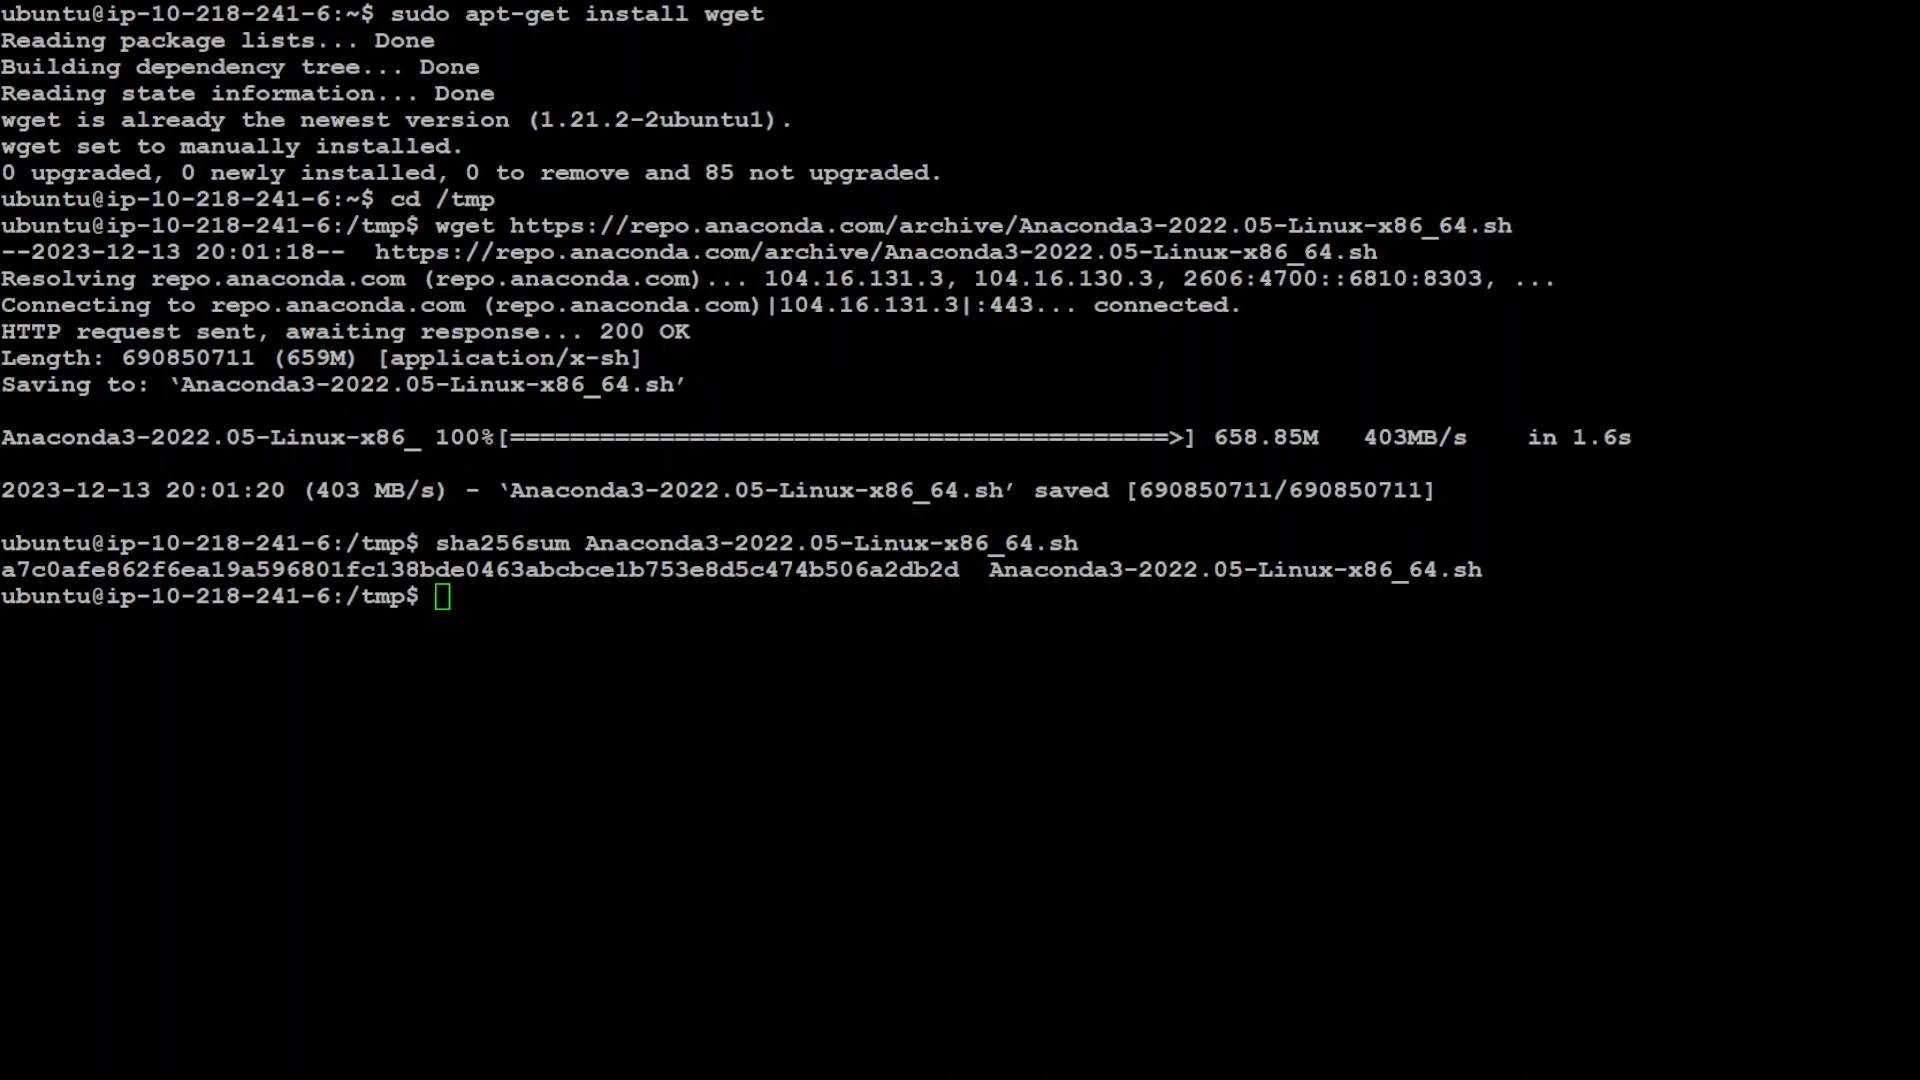 ubuntu@ip-10-218-241-6:~$ sudo apt-get install wget
Reading package lists... Done
Building dependency tree... Done
Reading state information... Done
wget is already the newest version (1.21.2-2ubuntu1).
wget set to manually installed.
0 upgraded, 0 newly installed, 0 to remove and 85 not upgraded.
ubuntu@ip-10-218-241-6:~$ cd /tmp
ubuntu@ip-10-218-241-6:/tmp$ wget https://repo.anaconda.com/archive/Anaconda3-2022.05-Linux-x86_64.sh
--2023-12-13 20:01:18--  https://repo.anaconda.com/archive/Anaconda3-2022.05-Linux-x86_64.sh
Resolving repo.anaconda.com (repo.anaconda.com)... 104.16.131.3, 104.16.130.3, 2606:4700::6810:8303, ...
Connecting to repo.anaconda.com (repo.anaconda.com)|104.16.131.3|:443... connected.
HTTP request sent, awaiting response... 200 OK
Length: 690850711 (659M) [application/x-sh]
Saving to: ‘Anaconda3-2022.05-Linux-x86_64.sh’
Anaconda3-2022.05-Linux-x86_ 100%[============================================>] 658.85M   403MB/s    in 1.6s
2023-12-13 20:01:20 (403 MB/s) - ‘Anaconda3-2022.05-Linux-x86_64.sh’ saved [690850711/690850711]
ubuntu@ip-10-218-241-6:/tmp$ sha256sum Anaconda3-2022.05-Linux-x86_64.sh
a7c0afe862f6ea19a596801fc138bde0463abcbce1b753e8d5c474b506a2db2d  Anaconda3-2022.05-Linux-x86_64.sh
ubuntu@ip-10-218-241-6:/tmp$